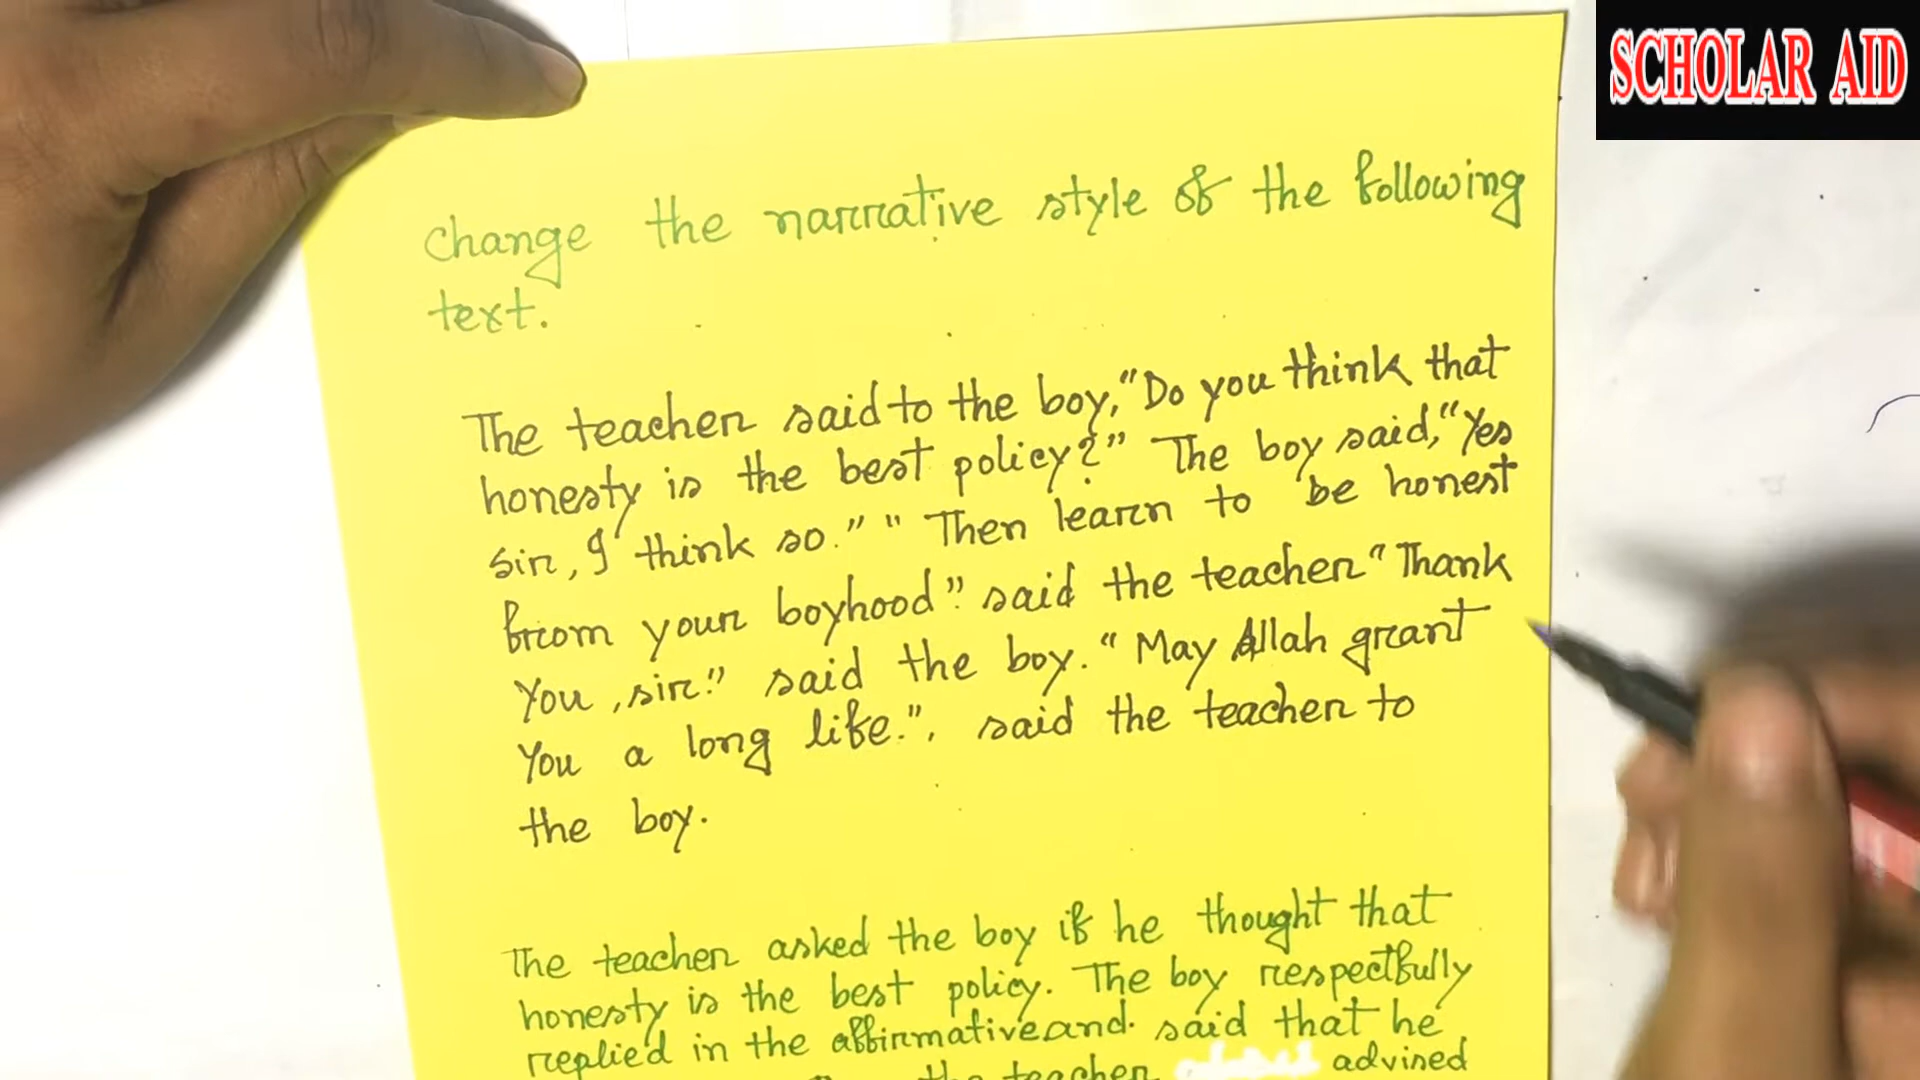 SCHOLAR AID
change the narrative style of the following
text.
The teacher said to the boy, "Do you think that
honesty is the best policy?" The boy said, "Yes
sir, I think so." " Then learn to be honest
from your boyhood". said the teacher "Thank
You, sir." said the boy. "May Allah grant
You a long life.". said the teacher to
the boy.
The teacher asked the boy if he thought that
honesty is the best policy. The boy respectfully
replied in the affirmative and. said that he
the teacher advised